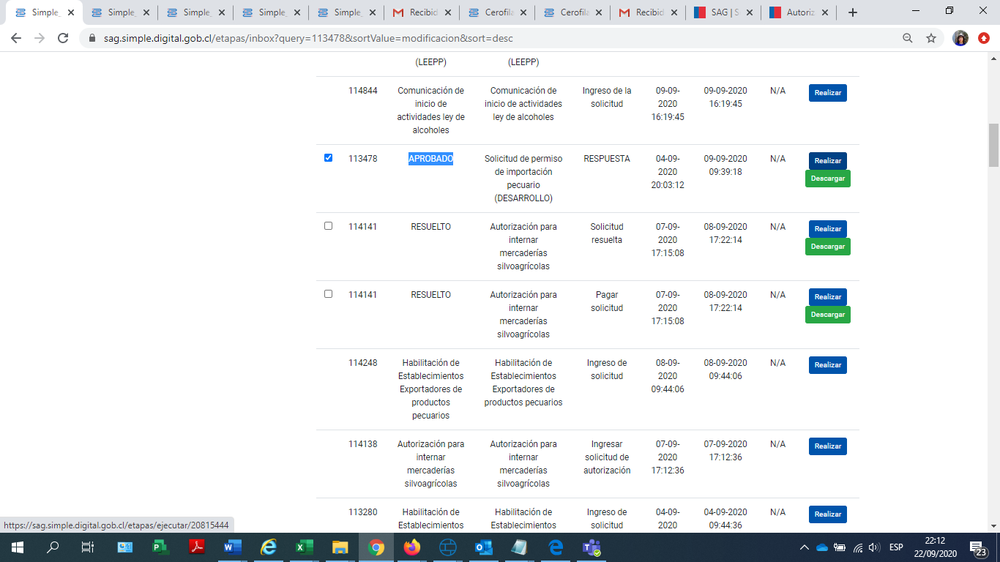 Simple_
Simple_
Simple_
Simple_
Simple_
Recibid
Cerofila
Cerofila
Recibid
SAG | S
Autoriz
sag.simple.digital.gob.cl/etapas/inbox?query=113478&sortValue=modificacion&sort=desc
(LEEPP)
(LEEPP)
114844
Comunicación de
inicio de
actividades ley de
alcoholes
Comunicación de
inicio de actividades
ley de alcoholes
Ingreso de la
solicitud
09-09-
2020
16:19:45
09-09-2020
16:19:45
N/A
Realizar
113478
APROBADO
Solicitud de permiso
de importación
pecuario
(DESARROLLO)
RESPUESTA
04-09-
2020
20:03:12
09-09-2020
09:39:18
N/A
Realizar
Descargar
114141
RESUELTO
Autorización para
internar
mercaderías
silvoagrícolas
Solicitud
resuelta
07-09-
2020
17:15:08
08-09-2020
17:22:14
N/A
Realizar
Descargar
114141
RESUELTO
Autorización para
internar
mercaderías
silvoagrícolas
Pagar
solicitud
07-09-
2020
17:15:08
08-09-2020
17:22:14
N/A
Realizar
Descargar
114248
Habilitación de
Establecimientos
Exportadores de
productos
pecuarios
Habilitación de
Establecimientos
Exportadores de
productos pecuarios
Ingreso de
solicitud
08-09-
2020
09:44:06
08-09-2020
09:44:06
N/A
Realizar
114138
Autorización para
internar
mercaderías
silvoagrícolas
Autorización para
internar
mercaderías
silvoagrícolas
Ingresar
solicitud de
autorización
07-09-
2020
17:12:36
07-09-2020
17:12:36
N/A
Realizar
113280
Habilitación de
Establecimientos
Habilitación de
Establecimientos
Ingreso de
solicitud
04-09-
2020
04-09-2020
09:44:36
N/A
Realizar
https://sag.simple.digital.gob.cl/etapas/ejecutar/20815444
ESP
22:12
22/09/2020
23